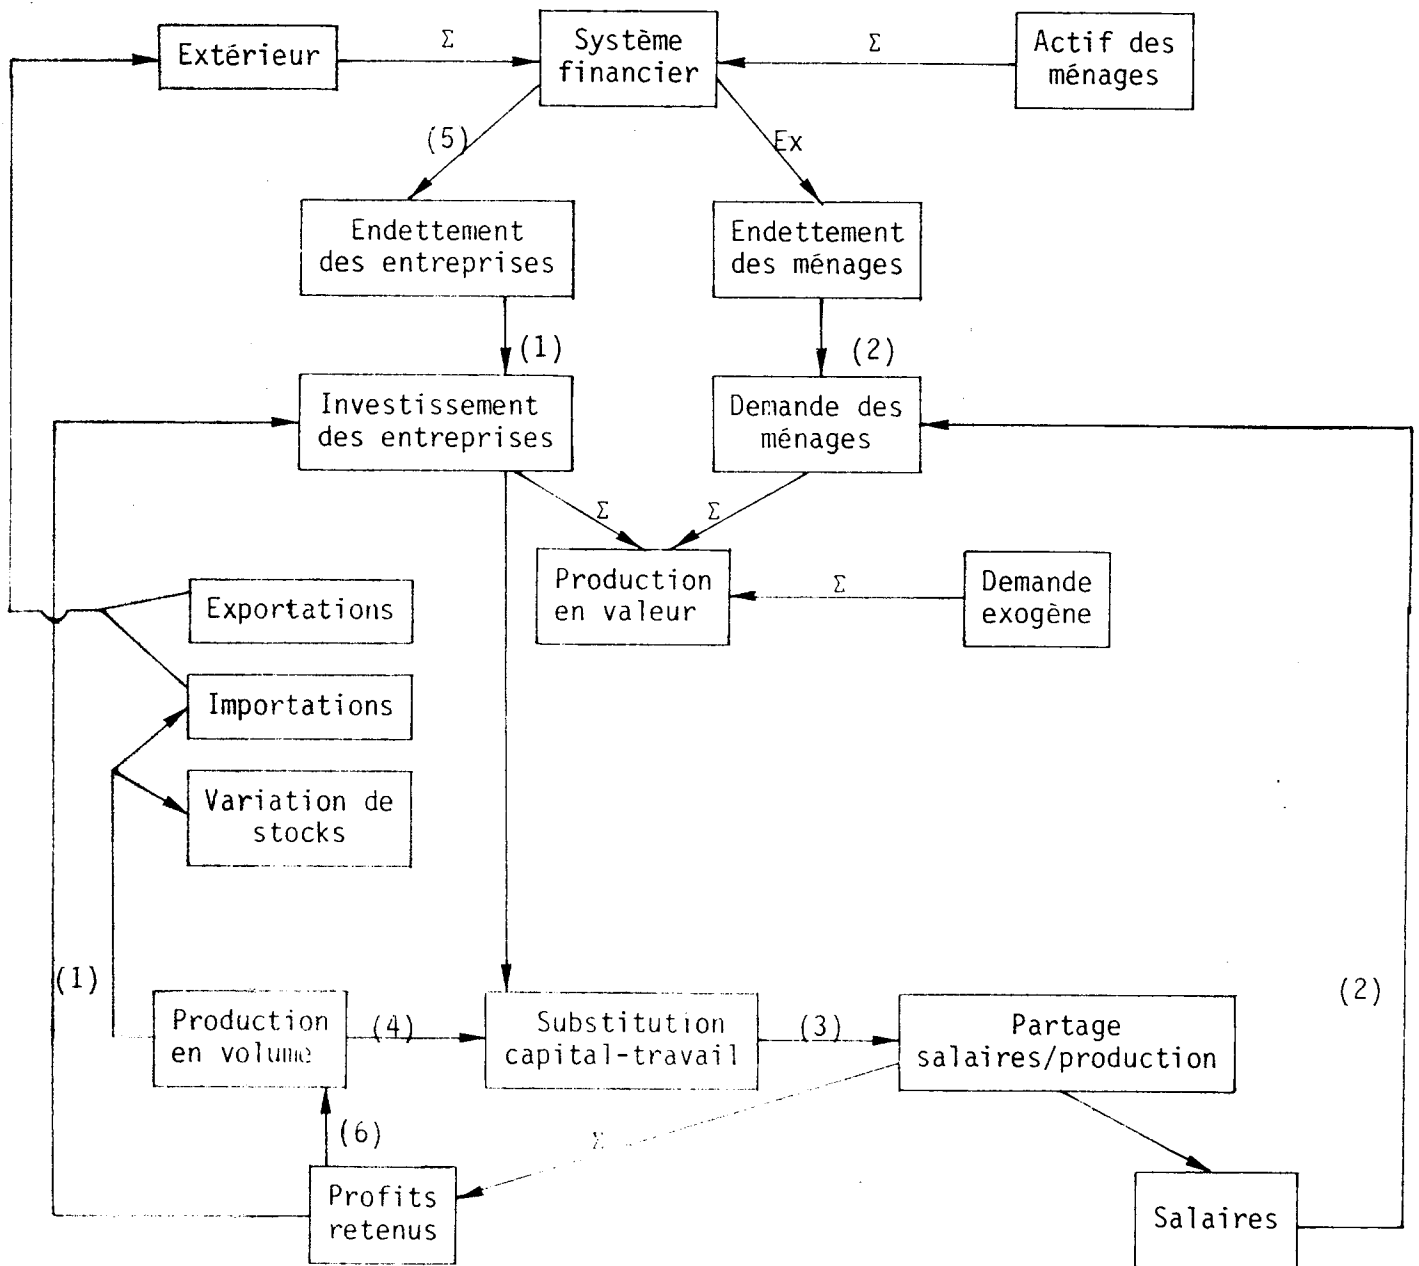 Extérieur
Σ
Système
financier
Σ
Actif des
ménages
(5)
Ex
Endettement
des entreprises
Endettement
des ménages
(1)
(2)
Investissement
des entreprises
Demande des
ménages
Σ
Σ
Production
en valeur
Σ
Demande
exogène
Exportations
Importations
Variation de
stocks
(1)
(2)
Production
en volume
(4)
Substitution
capital-travail
(3)
Partage
salaires/production
(6)
Σ
Profits
retenus
Salaires